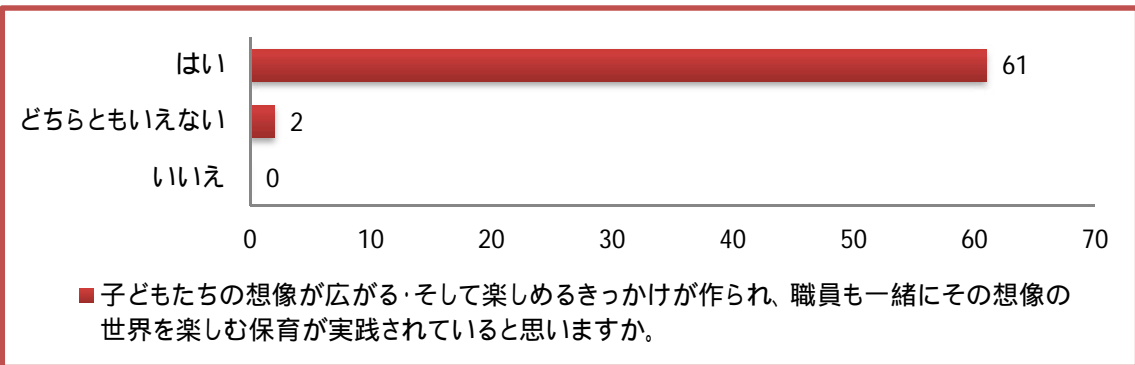 はい 61
どちらともいえない 2
いいえ 0
0 10 20 30 40 50 60 70
子どもたちの想像が広がる・そして楽しめるきっかけが作られ、職員も一緒にその想像の
世界を楽しむ保育が実践されていると思いますか。